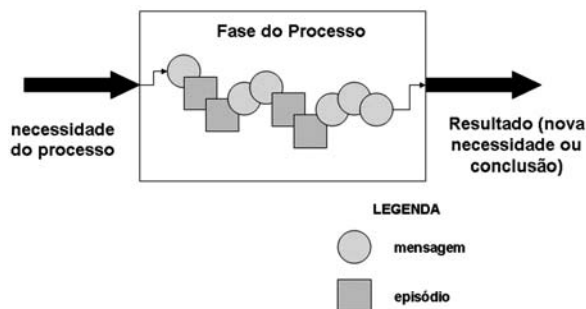 Fase do Processo
necessidade
do processo
Resultado (nova
necessidade ou
conclusão)
LEGENDA
mensagem
episódio